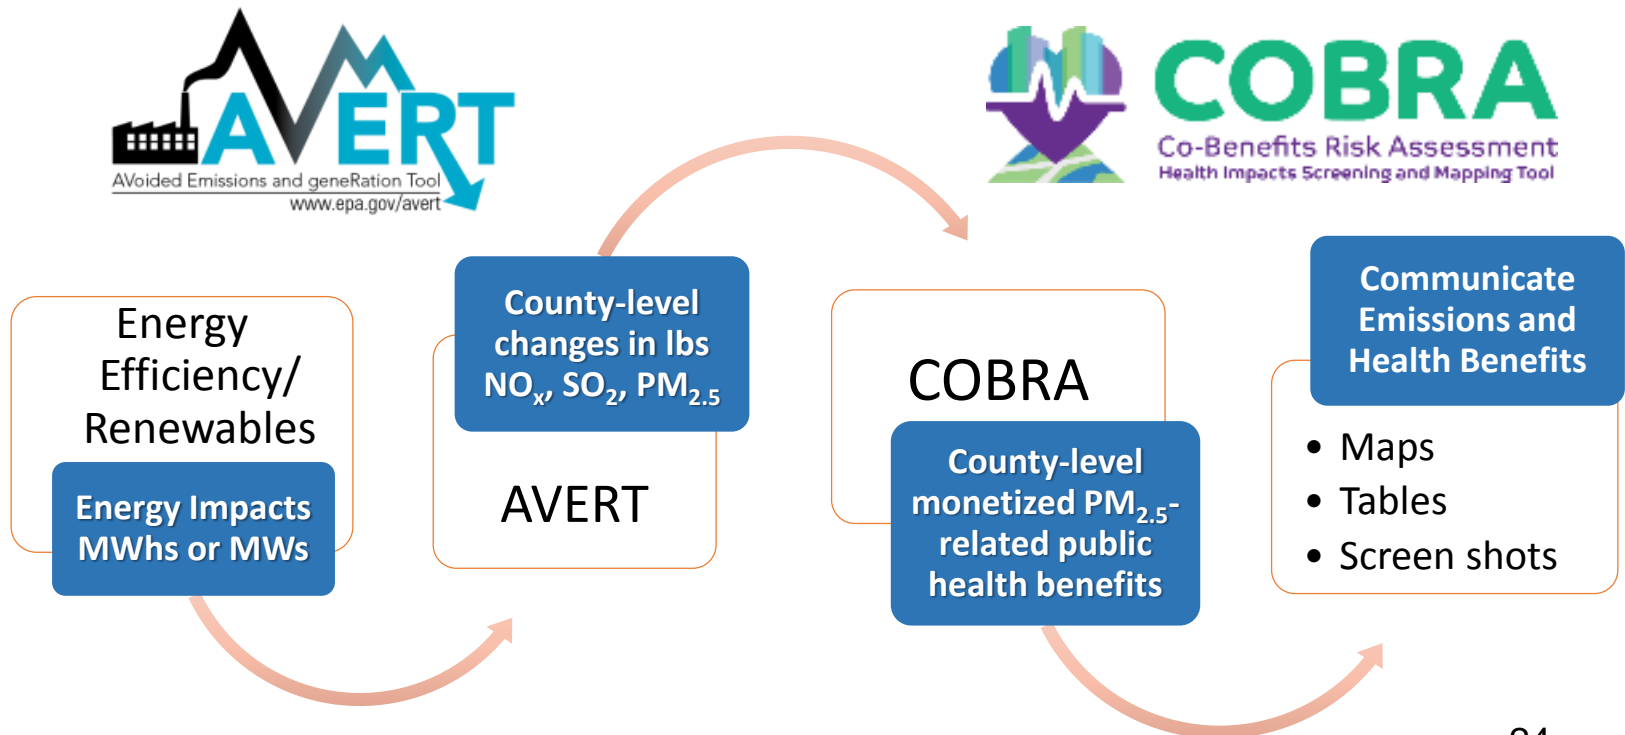 AVERT
AVoided Emissions and geneRation Tool
www.epa.gov/avert
COBRA
Co-Benefits Risk Assessment
Health Impacts Screening and Mapping Tool
Energy
Efficiency/
Renewables
Energy Impacts
MWhs or MWs
County-level
changes in lbs
NOx, SO2, PM2.5
AVERT
COBRA
County-level
monetized PM2.5-
related public
health benefits
Communicate
Emissions and
Health Benefits
• Maps
• Tables
• Screen shots